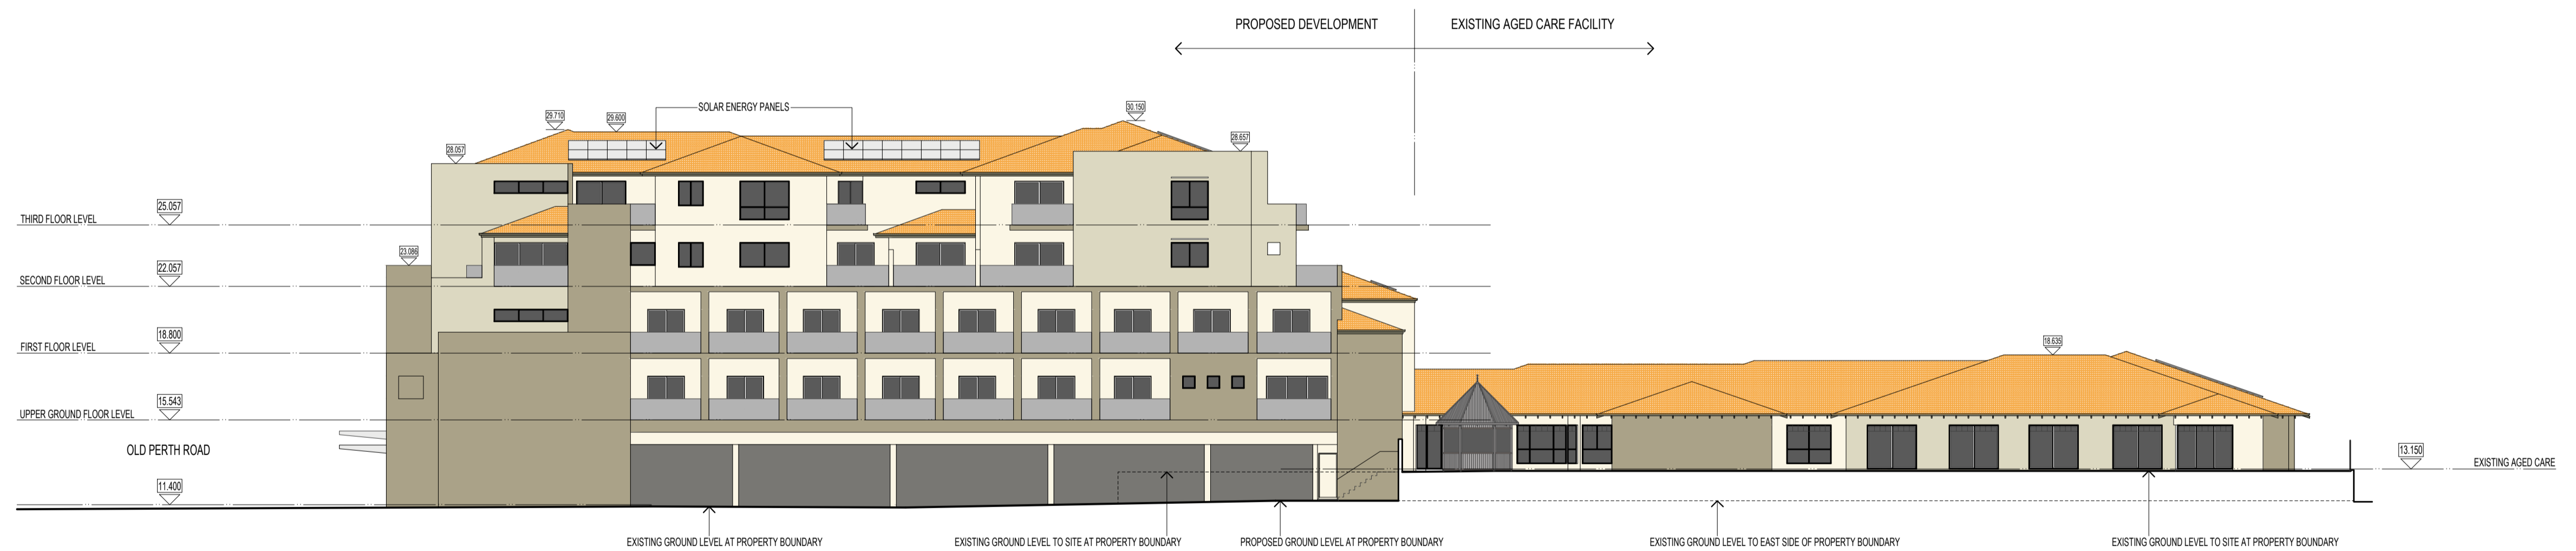 PROPOSED DEVELOPMENT
EXISTING AGED CARE FACILITY
SOLAR ENERGY PANELS
29.710
29.600
30.150
28.057
28.657
THIRD FLOOR LEVEL
25.057
23.086
SECOND FLOOR LEVEL
22.057
FIRST FLOOR LEVEL
18.800
18.635
UPPER GROUND FLOOR LEVEL
15.543
OLD PERTH ROAD
11.400
13.150
EXISTING AGED CARE
EXISTING GROUND LEVEL AT PROPERTY BOUNDARY
EXISTING GROUND LEVEL TO SITE AT PROPERTY BOUNDARY
PROPOSED GROUND LEVEL AT PROPERTY BOUNDARY
EXISTING GROUND LEVEL TO EAST SIDE OF PROPERTY BOUNDARY
EXISTING GROUND LEVEL TO SITE AT PROPERTY BOUNDARY